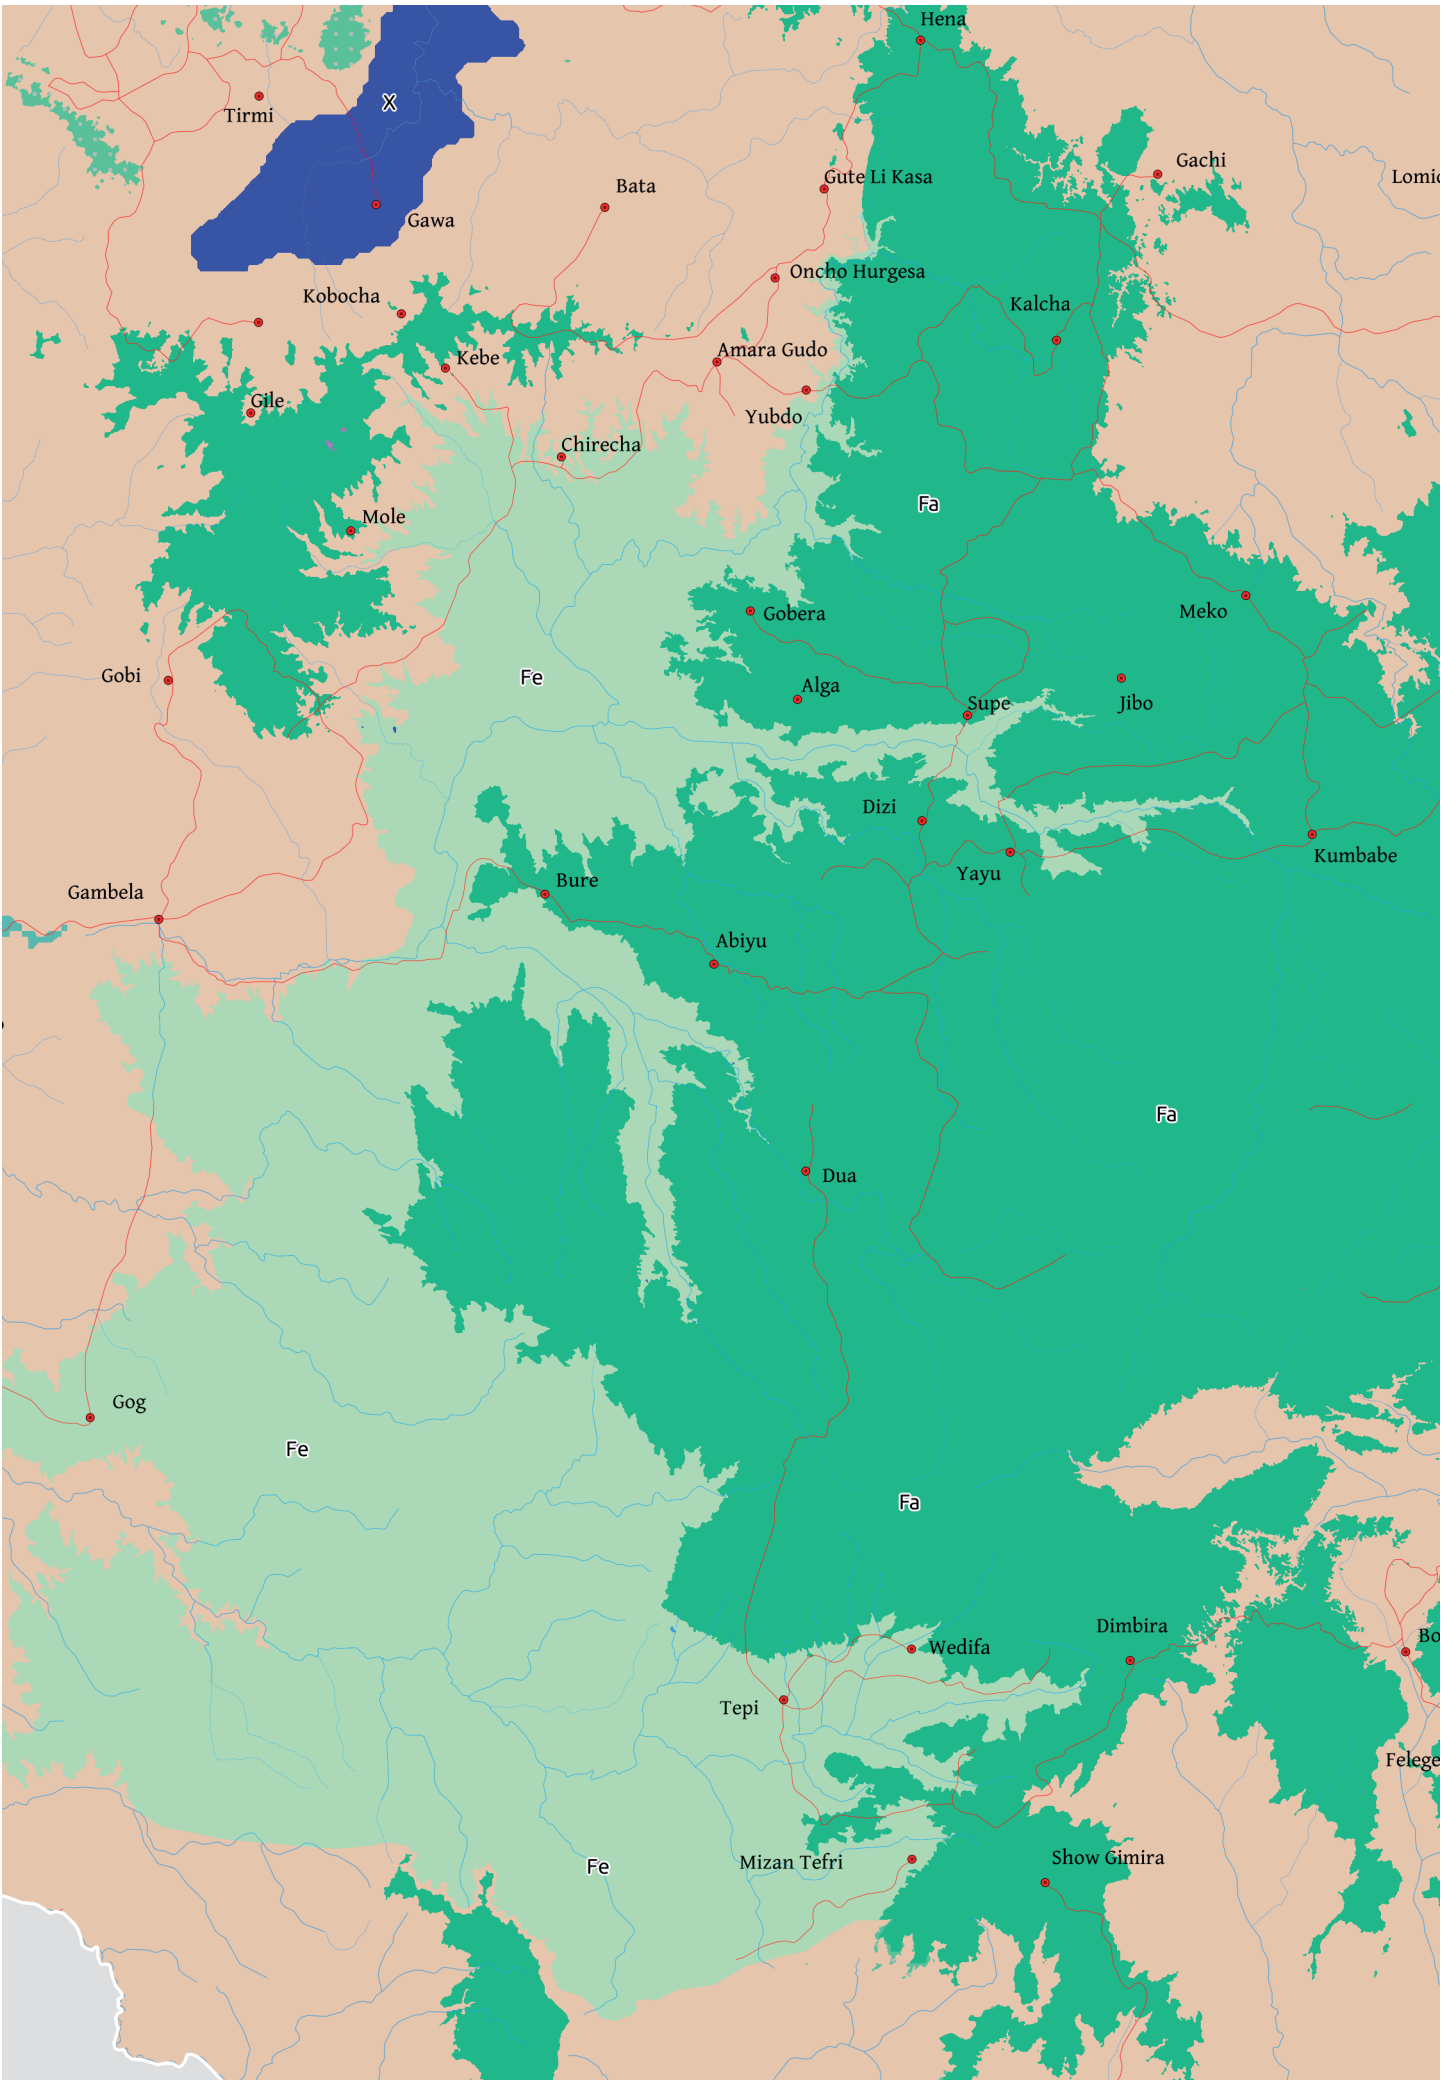 Hena
X
Tirmi
Gachi
Lomi
Gute Li Kasa
Bata
Gawa
Oncho Hurgesa
Kobocha
Kalcha
Amara Gudo
Kebe
Gile
Yubdo
Chirecha
Fa
Mole
Gobera
Meko
Gobi
Fe
Alga
Supe
Jibo
Dizi
Kumbabe
Yayu
Bure
Gambela
Abiyu
Fa
Dua
Gog
Fe
Fa
Dimbira
Bo
Wedifa
Tepi
Felege
Show Gimira
Mizan Tefri
Fe